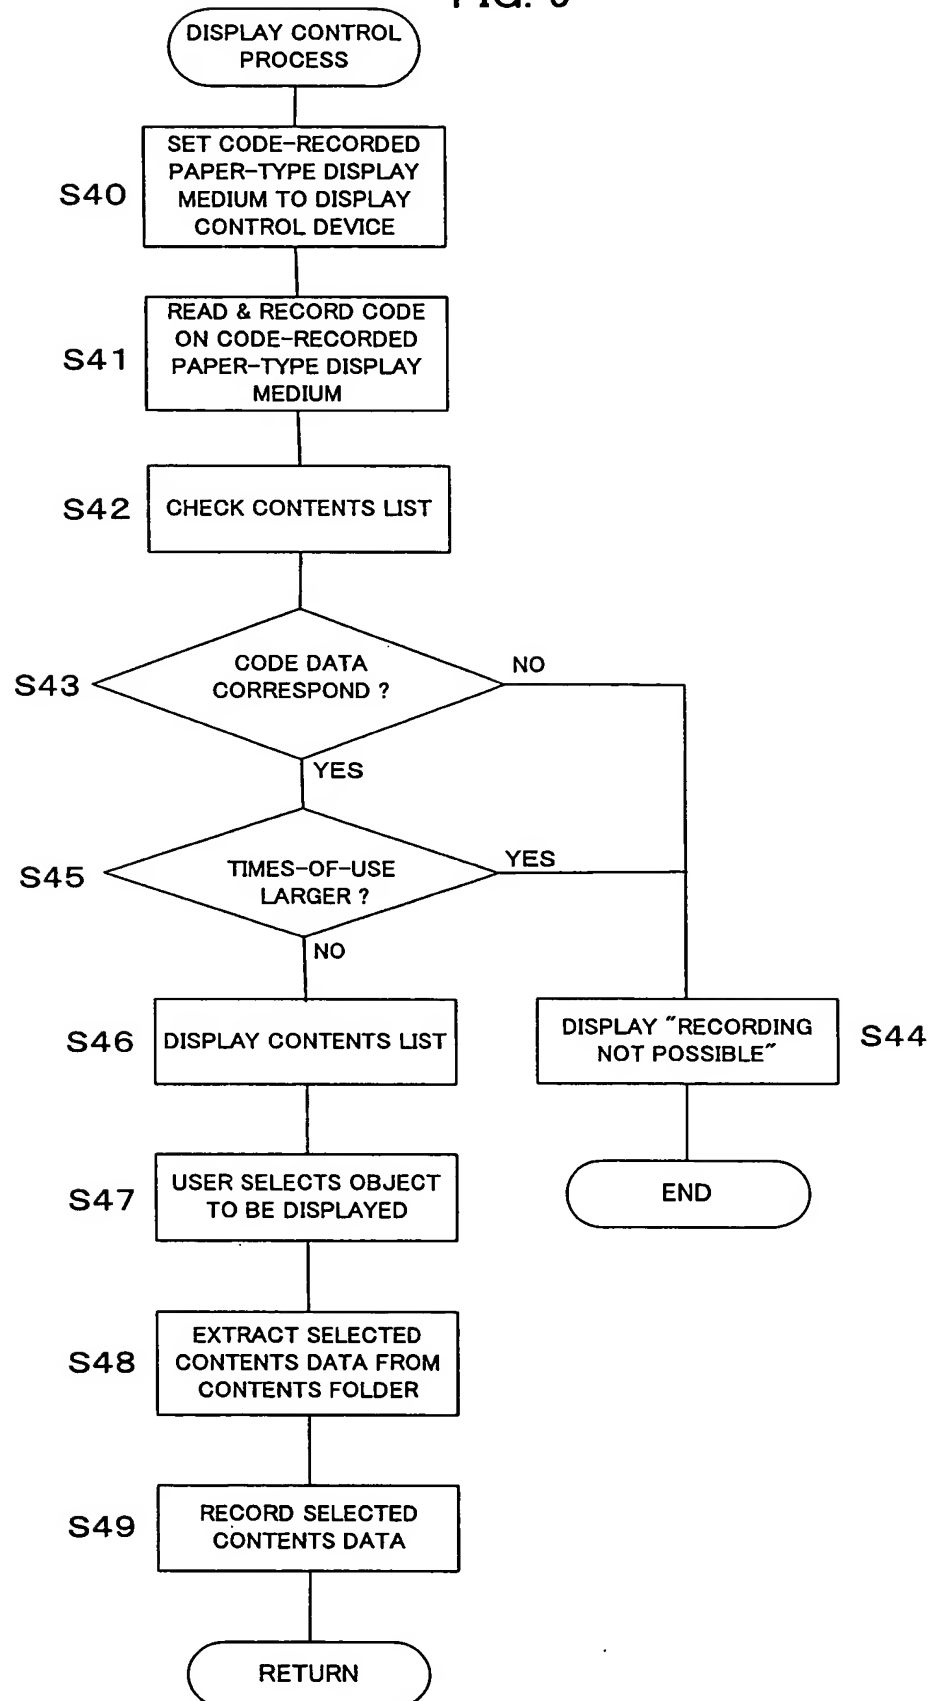 DISPLAY CONTROL
PROCESS
S40
SET CODE-RECORDED
PAPER-TYPE DISPLAY
MEDIUM TO DISPLAY
CONTROL DEVICE
S41
READ & RECORD CODE
ON CODE-RECORDED
PAPER-TYPE DISPLAY
MEDIUM
S42
CHECK CONTENTS LIST
S43
CODE DATA
CORRESPOND ?
NO
YES
S45
TIMES-OF-USE
LARGER ?
YES
NO
S46
DISPLAY CONTENTS LIST
DISPLAY "RECORDING
NOT POSSIBLE"
S44
S47
USER SELECTS OBJECT
TO BE DISPLAYED
END
S48
EXTRACT SELECTED
CONTENTS DATA FROM
CONTENTS FOLDER
S49
RECORD SELECTED
CONTENTS DATA
RETURN